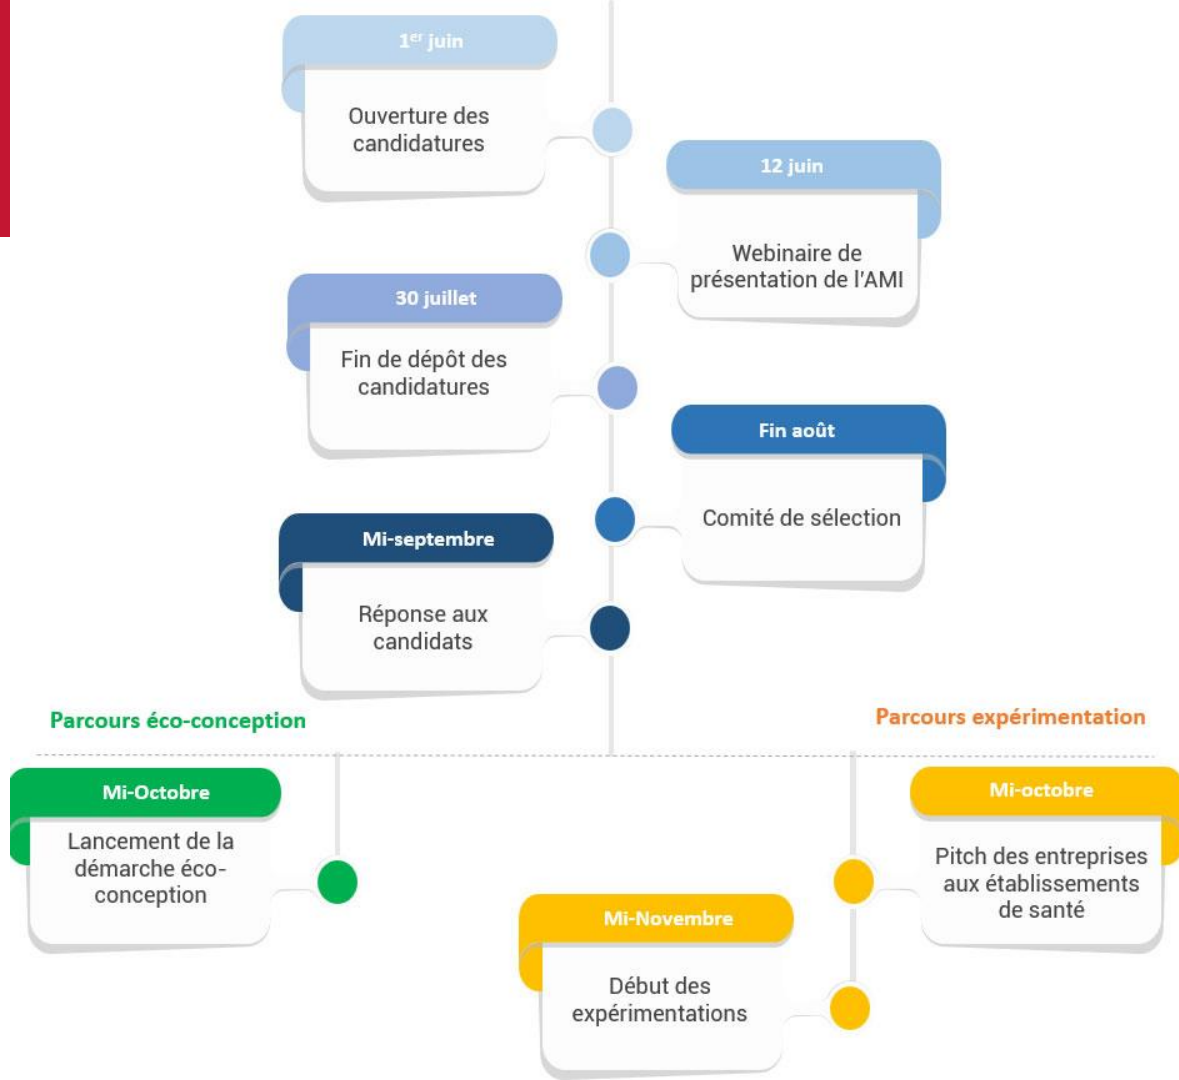 1er juin
Ouverture des
candidatures
12 juin
Webinaire de
présentation de l'AMI
30 juillet
Fin de dépôt des
candidatures
Fin août
Comité de sélection
Mi-septembre
Réponse aux
candidats
Parcours éco-conception
Parcours expérimentation
Mi-Octobre
Lancement de la
démarche éco-
conception
Mi-octobre
Pitch des entreprises
aux établissements
de santé
Mi-Novembre
Début des
expérimentations